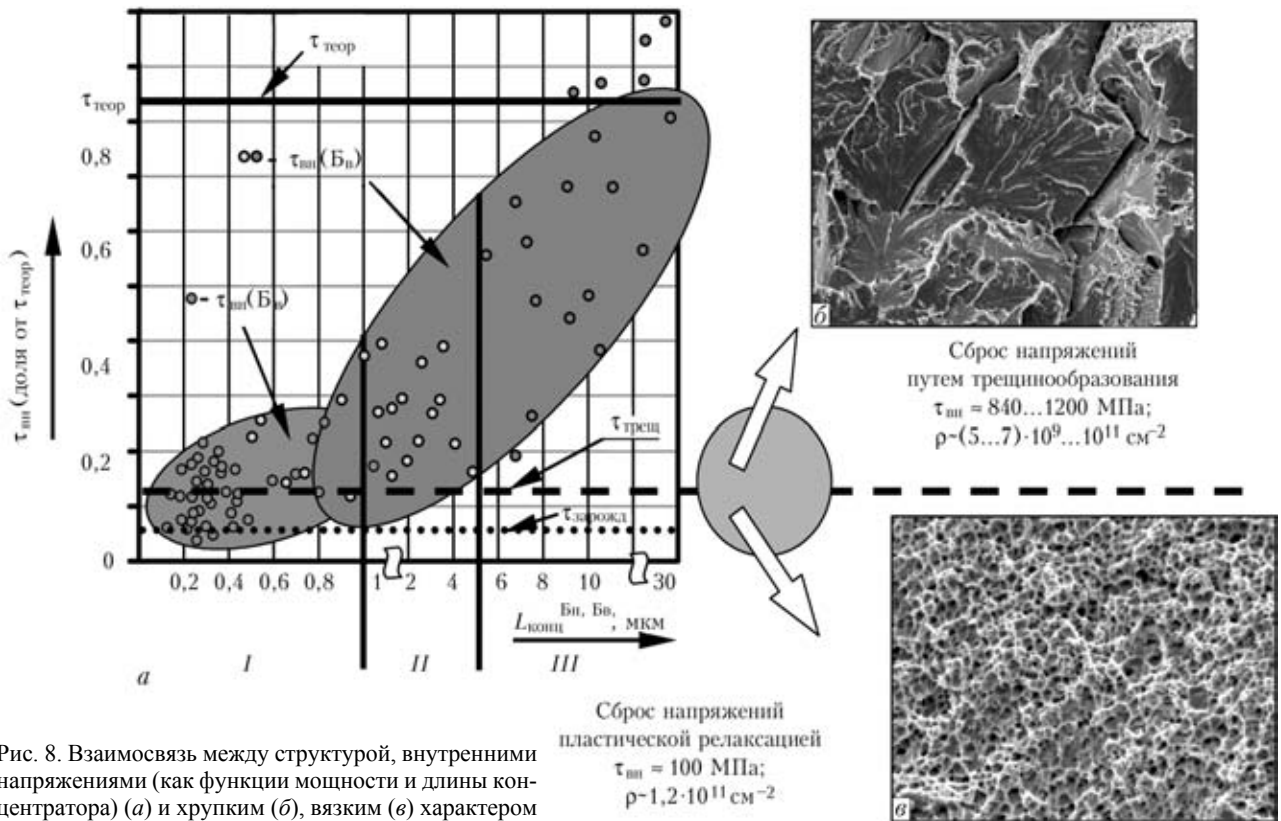 τ теор
τтеор
0,8
- τвн(Бв)
0,6
- τвн(Бн)
0,4
τтрещ
0,2
τзарожд
0
τвн (доля от τтеор)
0,2 0,4 0,6 0,8 1 2 4 6 8 10 30
Lконц Бн, Бв, мкм
I II III
а
б
Сброс напряжений
путем трещинообразования
τвн ≈ 840...1200 МПа;
ρ~(5...7)·10⁹...10¹¹ см⁻²
Сброс напряжений
пластической релаксацией
τвн ≈ 100 МПа;
ρ~1,2·10¹¹ см⁻²
в
Рис. 8. Взаимосвязь между структурой, внутренними
напряжениями (как функции мощности и длины кон-
центратора) (а) и хрупким (б), вязким (в) характером